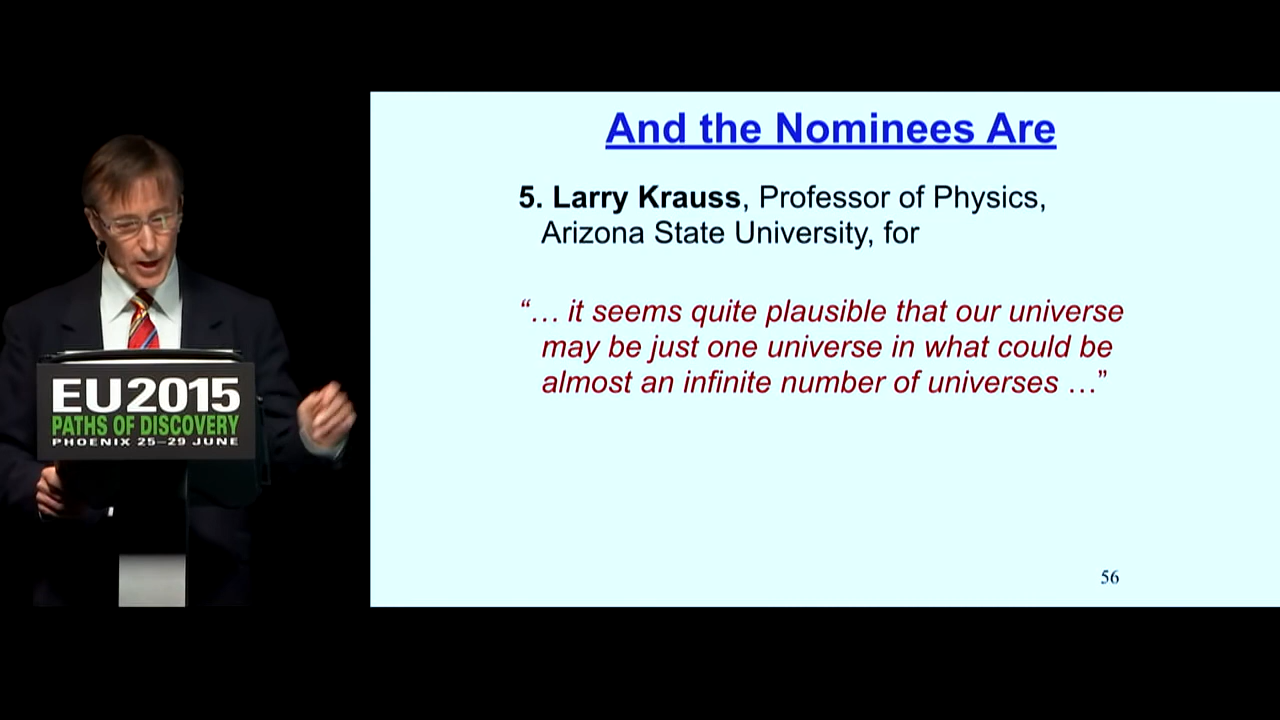 And the Nominees Are
5. Larry Krauss, Professor of Physics,
Arizona State University, for
“… it seems quite plausible that our universe
may be just one universe in what could be
almost an infinite number of universes …”
56
EU2015
PATHS OF DISCOVERY
PHOENIX 25–29 JUNE